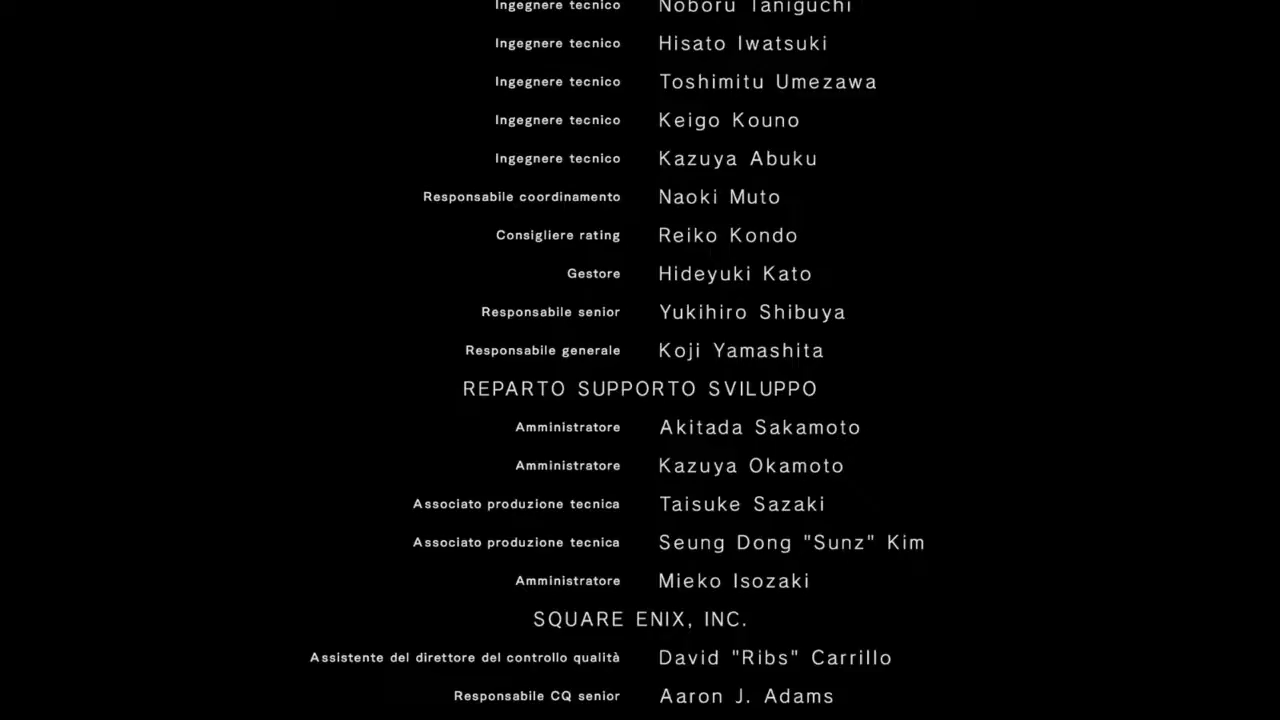 Ingegnere tecnico Noboru Taniguchi
Ingegnere tecnico Hisato Iwatsuki
Ingegnere tecnico Toshimitu Umezawa
Ingegnere tecnico Keigo Kouno
Ingegnere tecnico Kazuya Abuku
Responsabile coordinamento Naoki Muto
Consigliere rating Reiko Kondo
Gestore Hideyuki Kato
Responsabile senior Yukihiro Shibuya
Responsabile generale Koji Yamashita
REPARTO SUPPORTO SVILUPPO
Amministratore Akitada Sakamoto
Amministratore Kazuya Okamoto
Associato produzione tecnica Taisuke Sazaki
Associato produzione tecnica Seung Dong "Sunz" Kim
Amministratore Mieko Isozaki
SQUARE ENIX, INC.
Assistente del direttore del controllo qualità David "Ribs" Carrillo
Responsabile CQ senior Aaron J. Adams